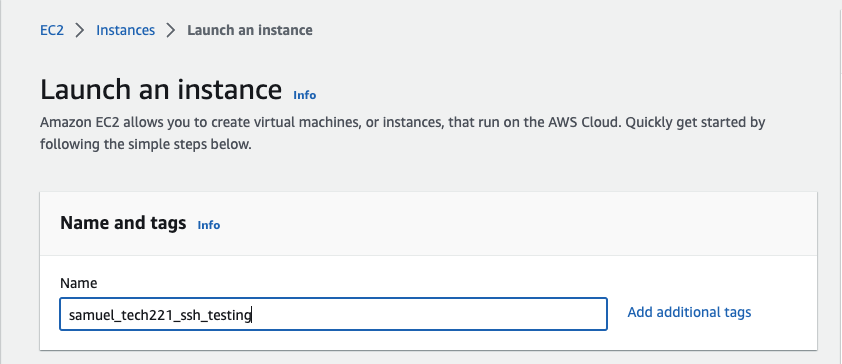 EC2 > Instances > Launch an instance
Launch an instance Info
Amazon EC2 allows you to create virtual machines, or instances, that run on the AWS Cloud. Quickly get started by
following the simple steps below.
Name and tags Info
Name
samuel_tech221_ssh_testing Add additional tags